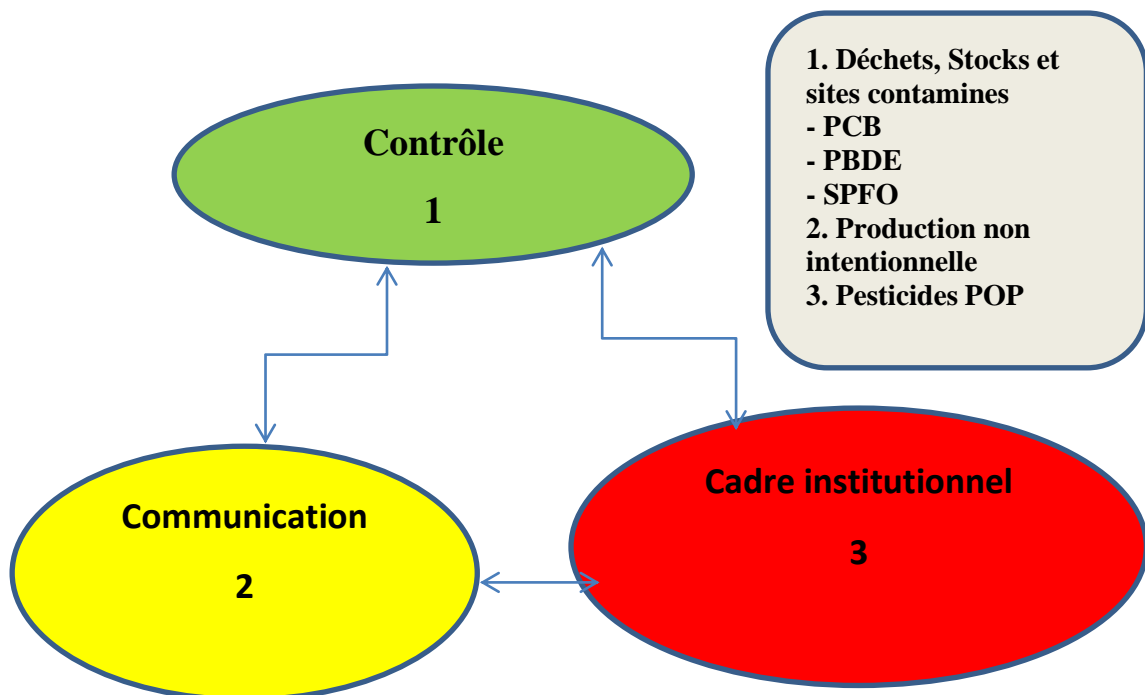 Contrôle
1
1. Déchets, Stocks et
sites contamines
- PCB
- PBDE
- SPFO
2. Production non
intentionnelle
3. Pesticides POP
Communication
2
Cadre institutionnel
3